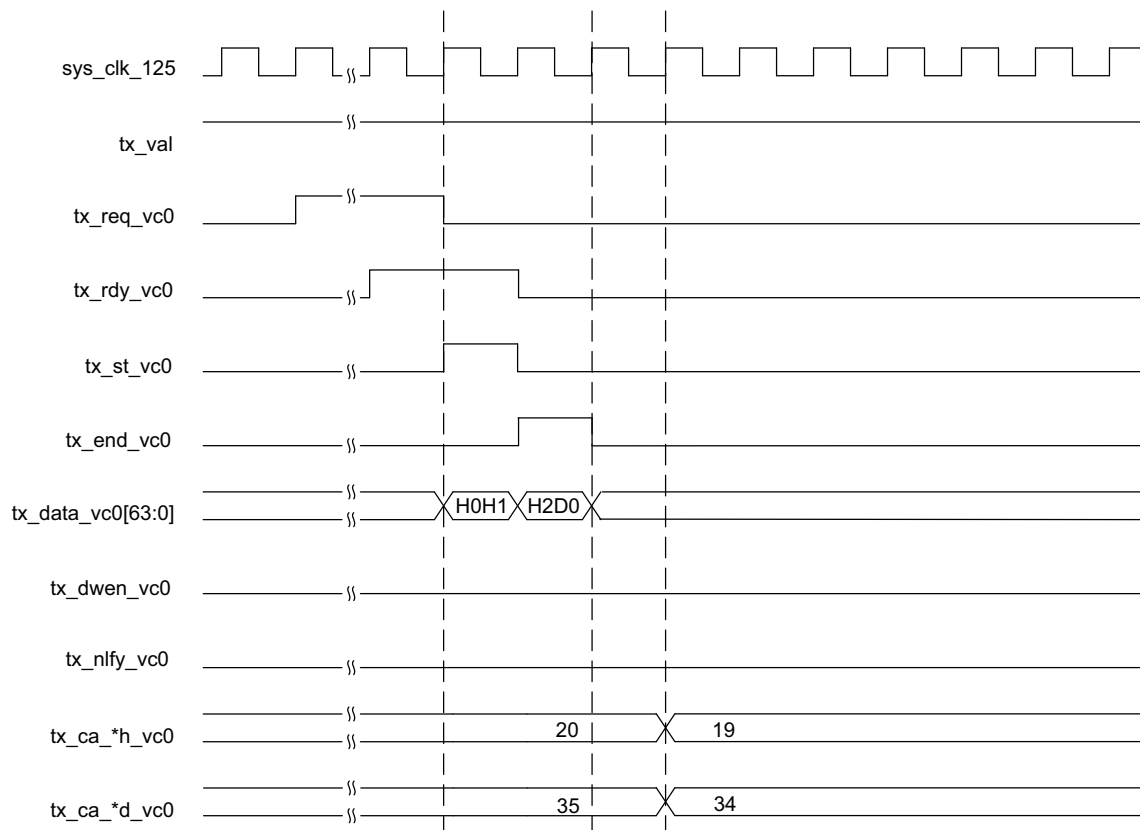 sys_clk_125
tx_val
tx_req_vc0
tx_rdy_vc0
tx_st_vc0
tx_end_vc0
tx_data_vc0[63:0] H0H1 H2D0
tx_dwen_vc0
tx_nlfy_vc0
tx_ca_*h_vc0 20 19
tx_ca_*d_vc0 35 34